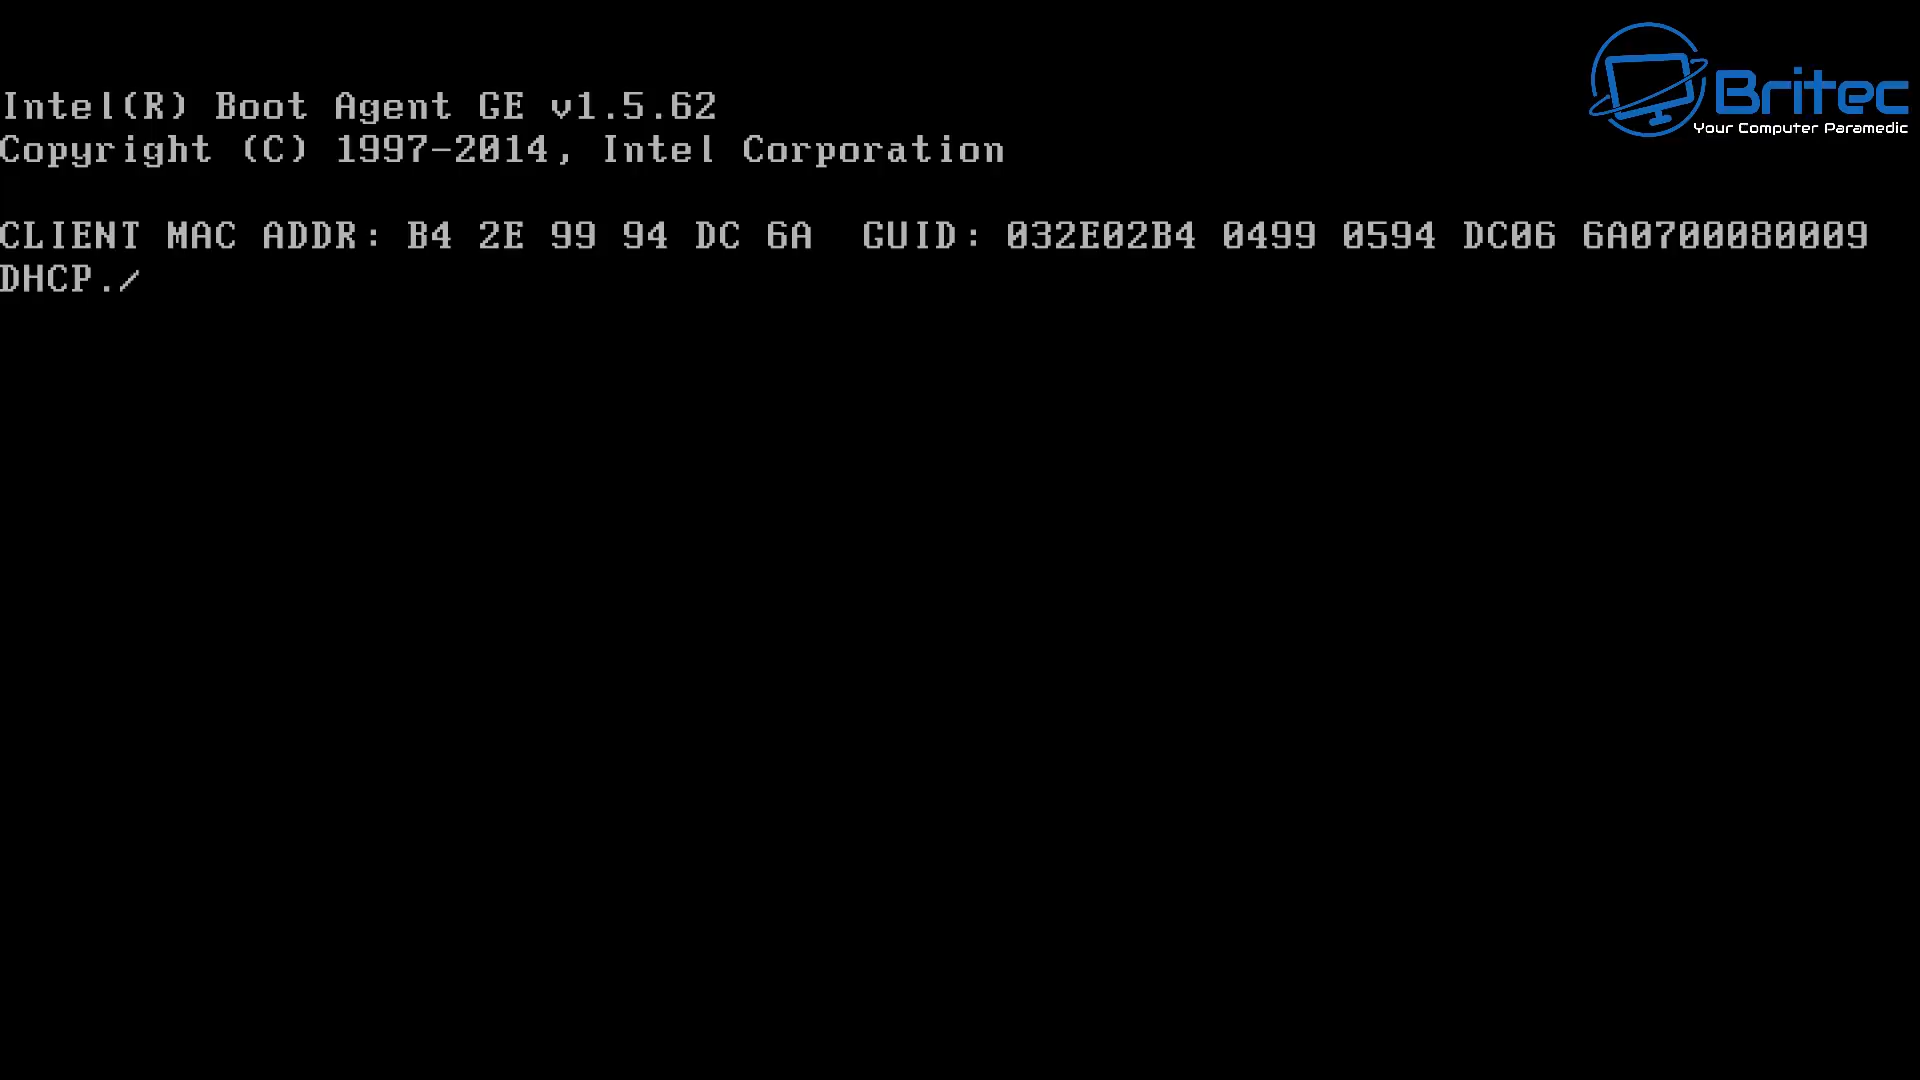 Britec
Your Computer Paramedic
Intel(R) Boot Agent GE v1.5.62
Copyright (C) 1997-2014, Intel Corporation
CLIENT MAC ADDR: B4 2E 99 94 DC 6A  GUID: 032E02B4 0499 0594 DC06 6A0700080009
DHCP./